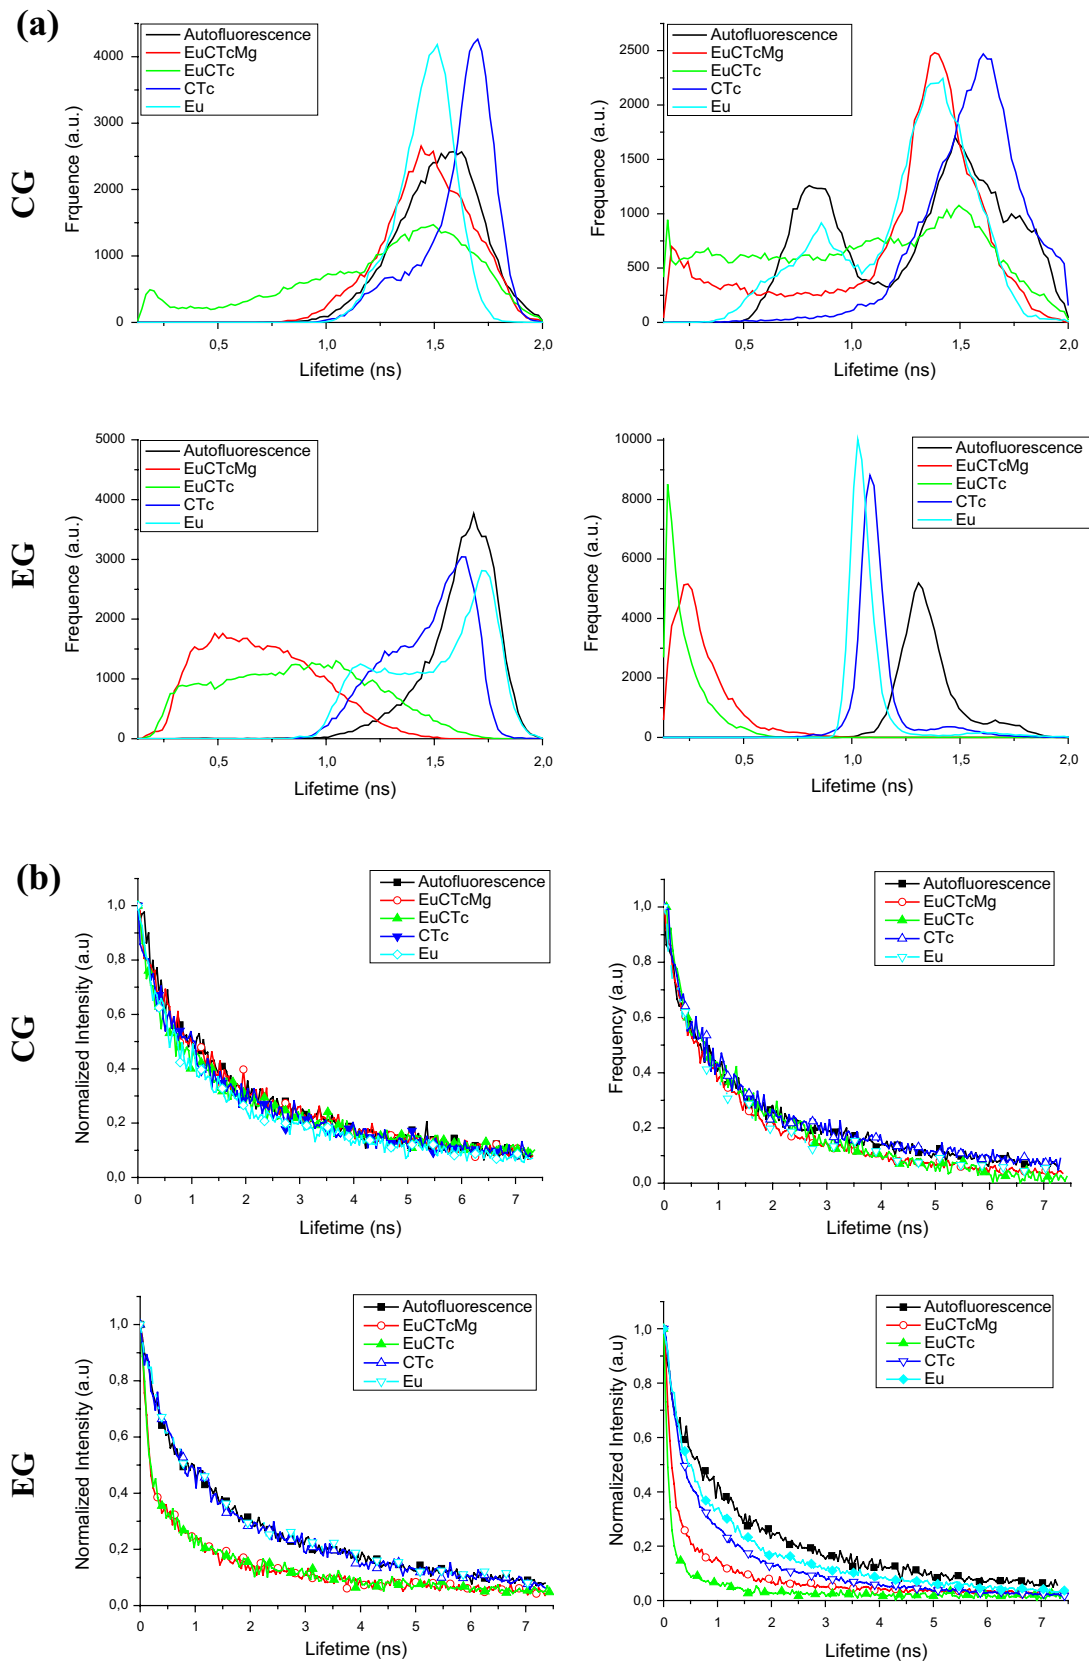 (a)
CG
Frquence (a.u.)
4000
3000
2000
1000
0
Autofluorescence
EuCTcMg
EuCTc
CTc
Eu
0,5
1,0
1,5
2,0
Lifetime (ns)
Frequence (a.u.)
2500
2000
1500
1000
500
0
Autofluorescence
EuCTcMg
EuCTc
CTc
Eu
0,5
1,0
1,5
2,0
Lifetime (ns)
EG
Frequence (a.u.)
5000
4000
3000
2000
1000
0
Autofluorescence
EuCTcMg
EuCTc
CTc
Eu
0,5
1,0
1,5
2,0
Lifetime (ns)
Frequence (a.u.)
10000
8000
6000
4000
2000
0
Autofluorescence
EuCTcMg
EuCTc
CTc
Eu
0,5
1,0
1,5
2,0
Lifetime (ns)
(b)
CG
Normalized Intensity (a.u)
1,0
0,8
0,6
0,4
0,2
0,0
Autofluorescence
EuCTcMg
EuCTc
CTc
Eu
0 1 2 3 4 5 6 7
Lifetime (ns)
Frequency (a.u)
1,0
0,8
0,6
0,4
0,2
0,0
Autofluorescence
EuCTcMg
EuCTc
CTc
Eu
0 1 2 3 4 5 6 7
Lifetime (ns)
EG
Normalized Intensity (a.u)
1,0
0,8
0,6
0,4
0,2
0,0
Autofluorescence
EuCTcMg
EuCTc
CTc
Eu
0 1 2 3 4 5 6 7
Lifetime (ns)
Normalized Intensity (a.u)
1,0
0,8
0,6
0,4
0,2
0,0
Autofluorescence
EuCTcMg
EuCTc
CTc
Eu
0 1 2 3 4 5 6 7
Lifetime (ns)